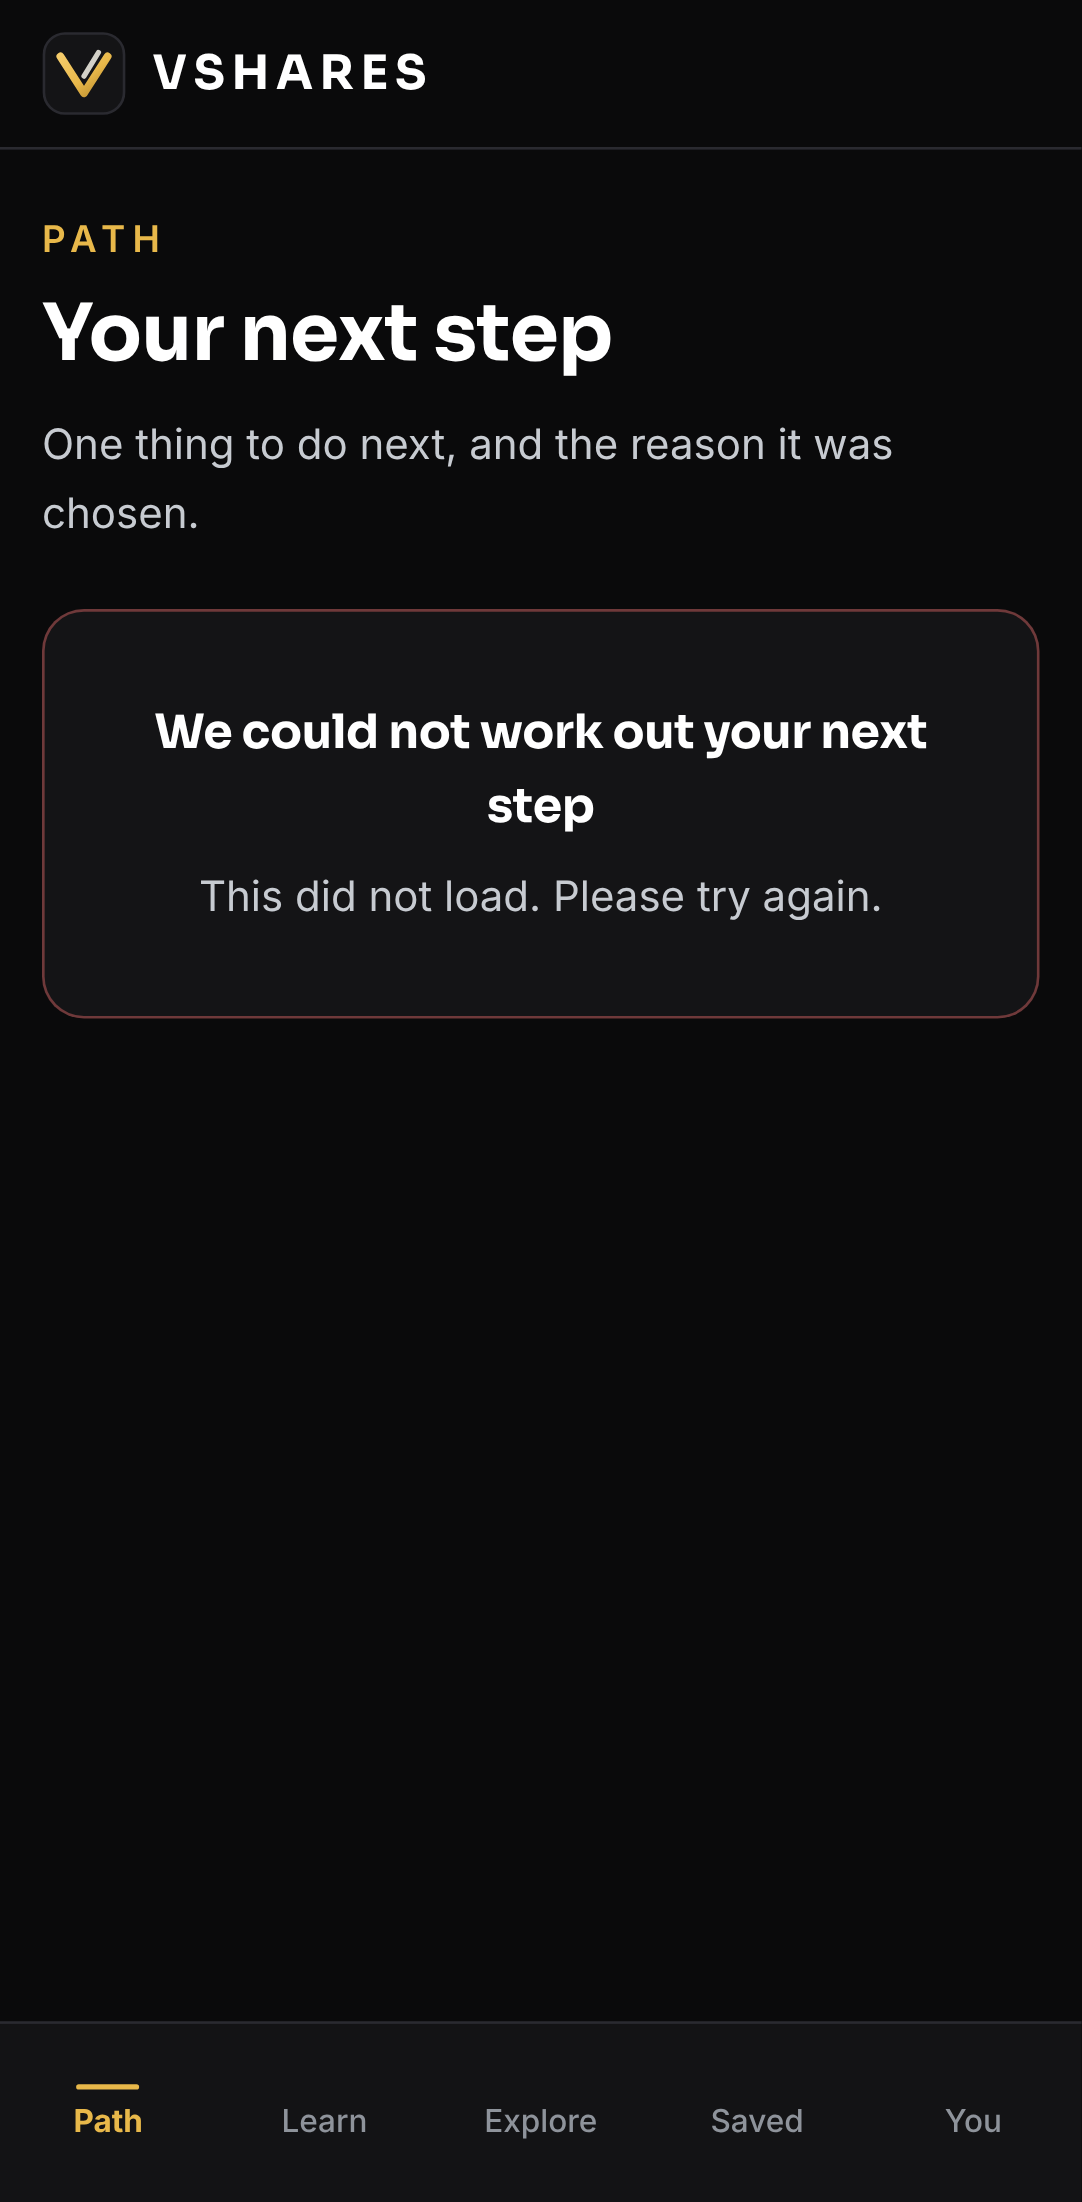 VSHARES
PATH
Your next step
One thing to do next, and the reason it was
chosen.
We could not work out your next
step
This did not load. Please try again.
Path
Learn
Explore
Saved
You